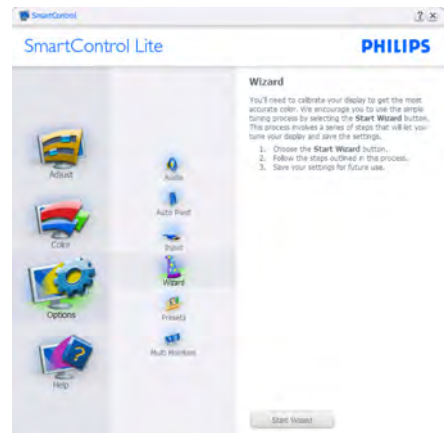 SmartControl
SmartControl Lite
PHILIPS
Adjust
Color
Options
Help
Audio
Auto Pivot
Input
Wizard
Presets
Multi Monitors
Wizard
You'll need to calibrate your display to get the most
accurate color. We encourage you to use the simple
tuning process by selecting the Start Wizard button.
This process involves a series of steps that will let you
tune your display and save the settings.
1. Choose the Start Wizard button.
2. Follow the steps outlined in the process.
3. Save your settings for future use.
Start Wizard